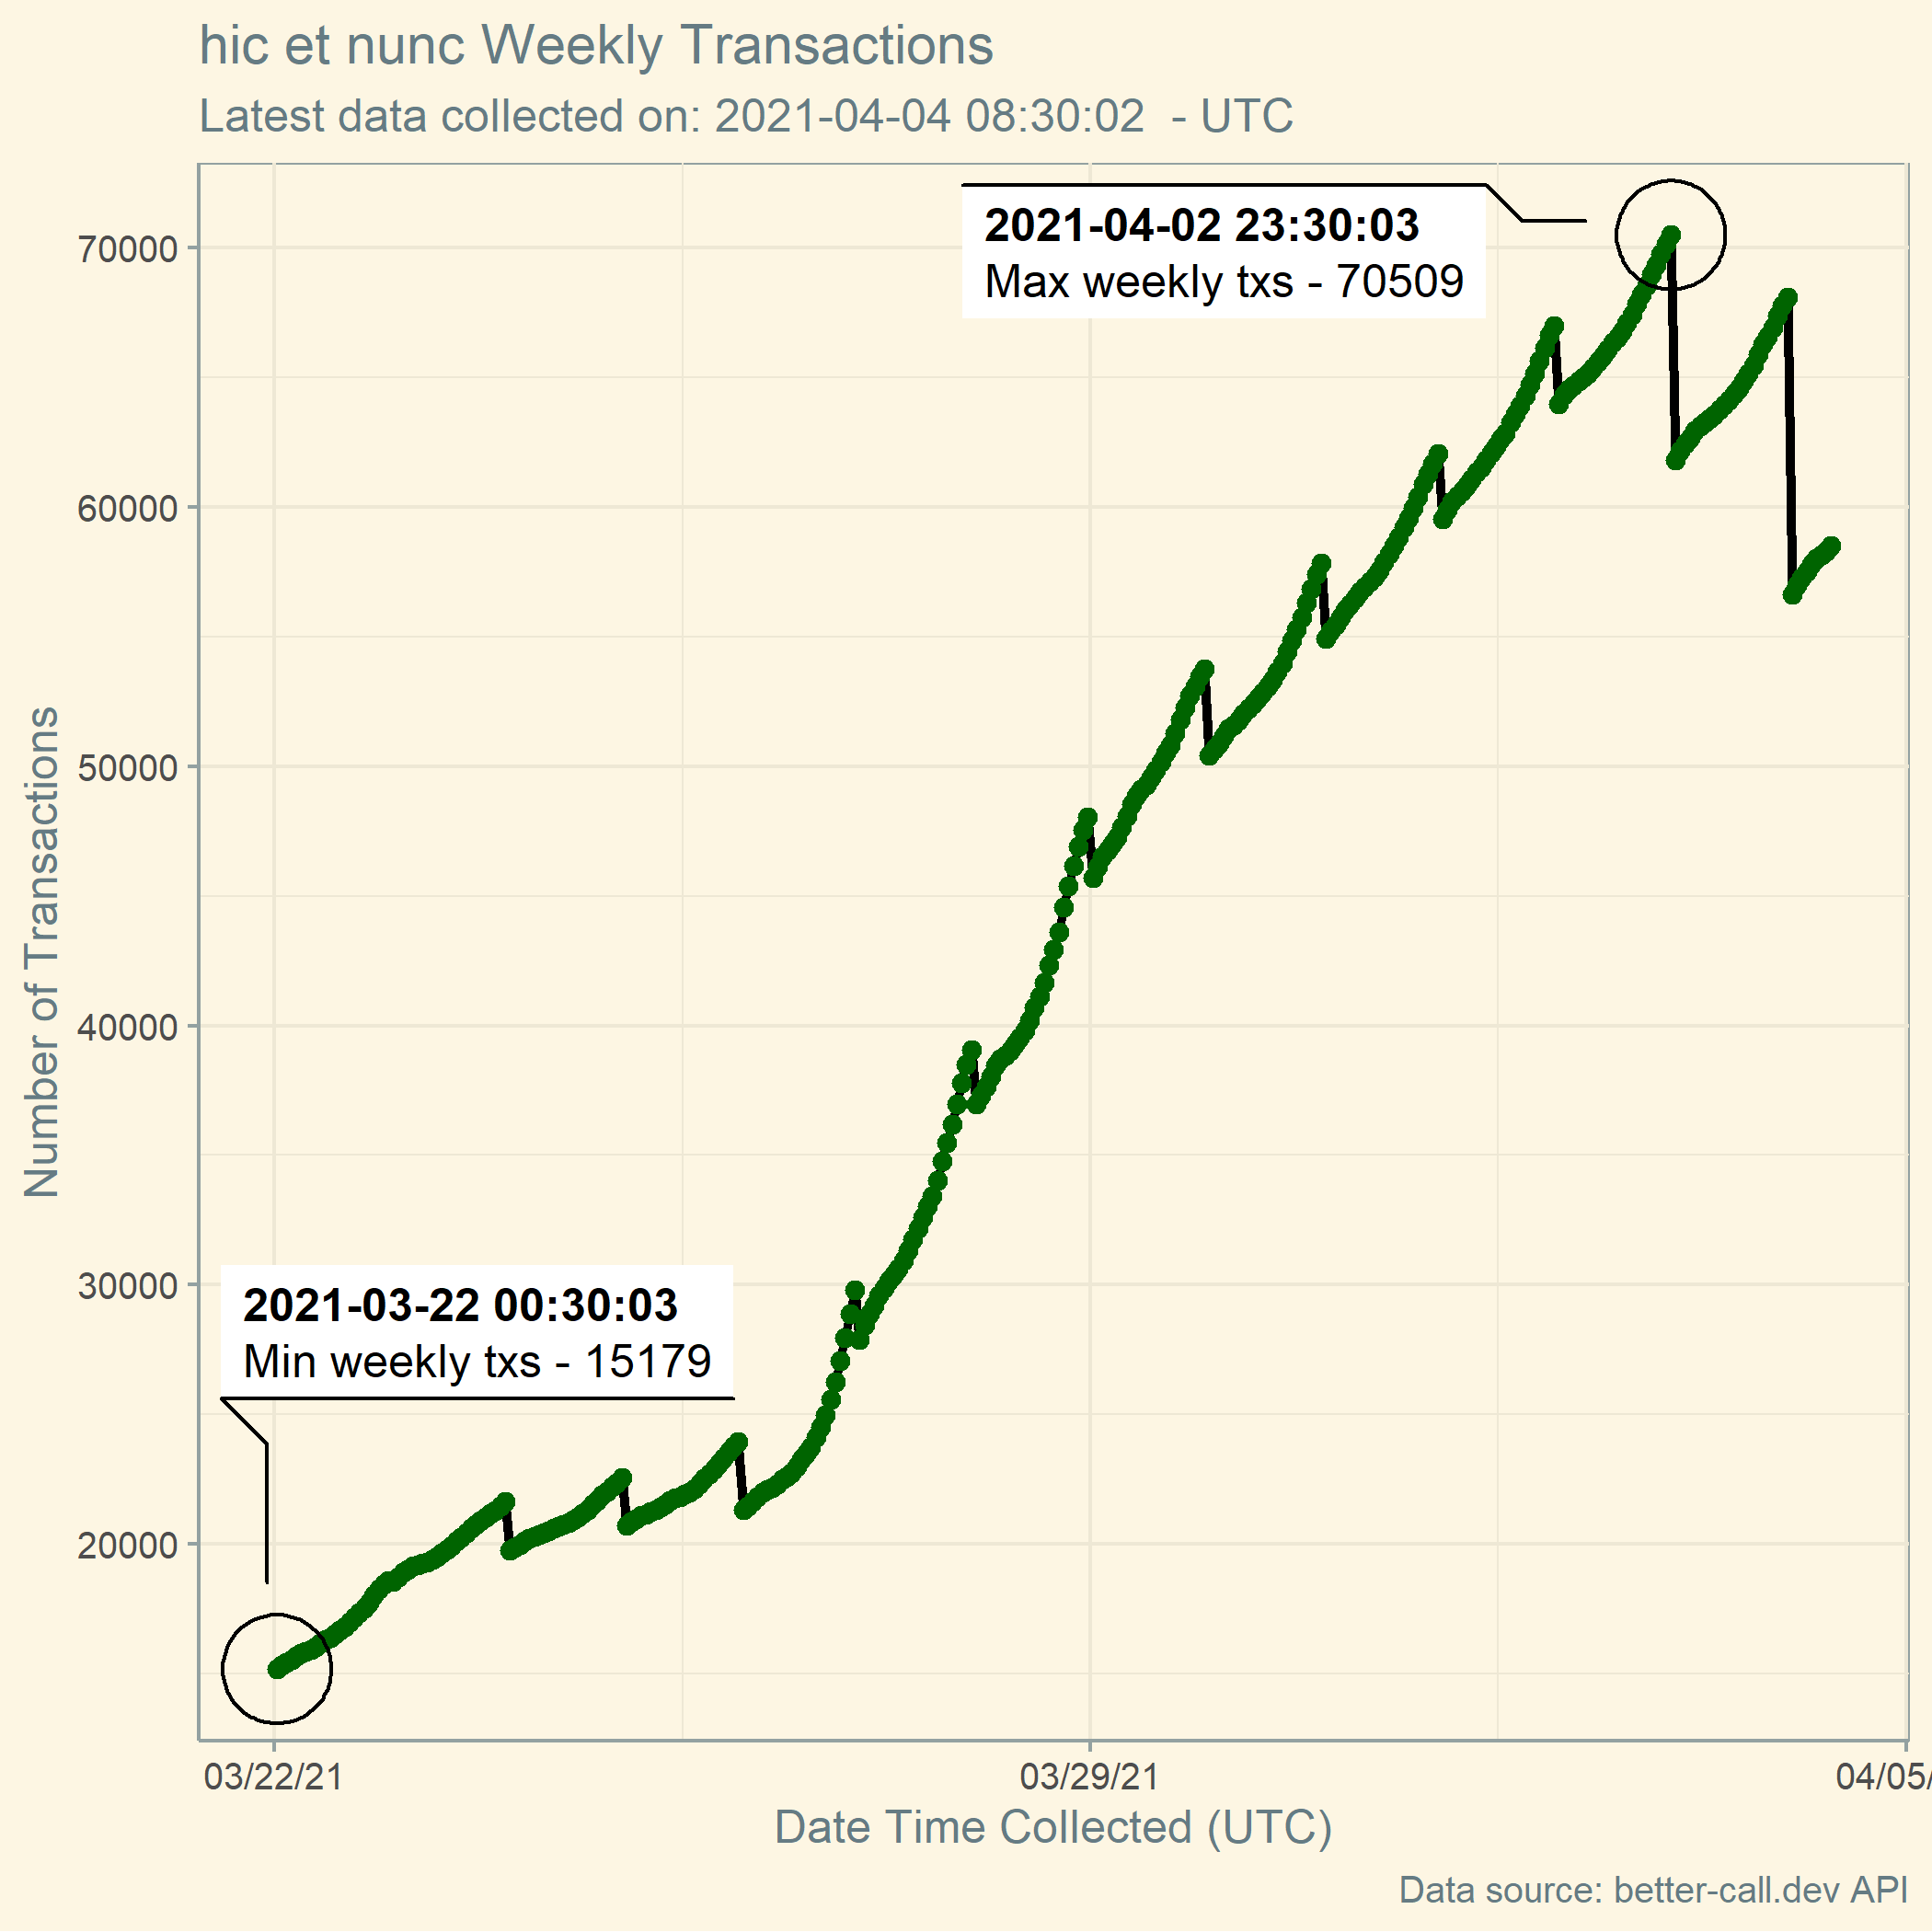 hic et nunc Weekly Transactions
Latest data collected on: 2021-04-04 08:30:02  - UTC
2021-04-02 23:30:03
Max weekly txs - 70509
70000
60000
50000
40000
30000
20000
Number of Transactions
2021-03-22 00:30:03
Min weekly txs - 15179
03/22/21
03/29/21
04/05/
Date Time Collected (UTC)
Data source: better-call.dev API